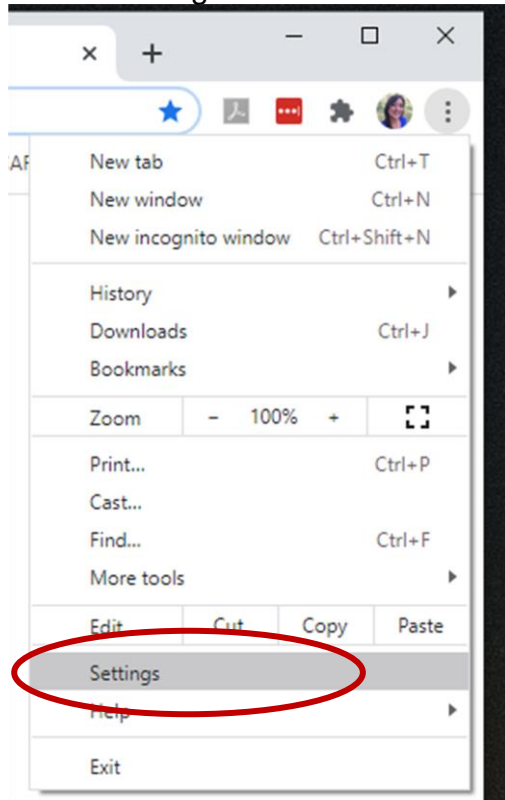 New tab Ctrl+T
New window Ctrl+N
New incognito window Ctrl+Shift+N
History
Downloads Ctrl+J
Bookmarks
Zoom - 100% +
Print... Ctrl+P
Cast...
Find... Ctrl+F
More tools
Edit Cut Copy Paste
Settings
Help
Exit